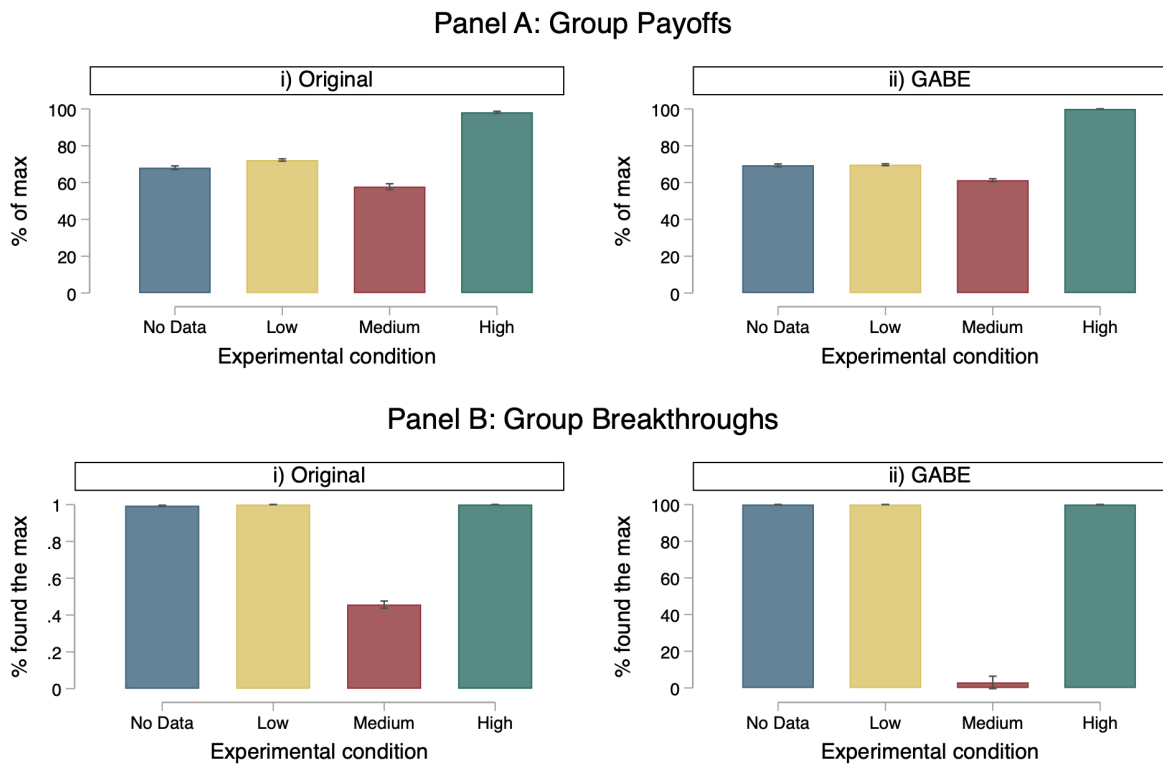 Panel A: Group Payoffs
i) Original
% of max
100
80
60
40
20
0
No Data Low Medium High
Experimental condition
ii) GABE
% of max
100
80
60
40
20
0
No Data Low Medium High
Experimental condition
Panel B: Group Breakthroughs
i) Original
% found the max
1
.8
.6
.4
.2
0
No Data Low Medium High
Experimental condition
ii) GABE
% found the max
100
80
60
40
20
0
No Data Low Medium High
Experimental condition